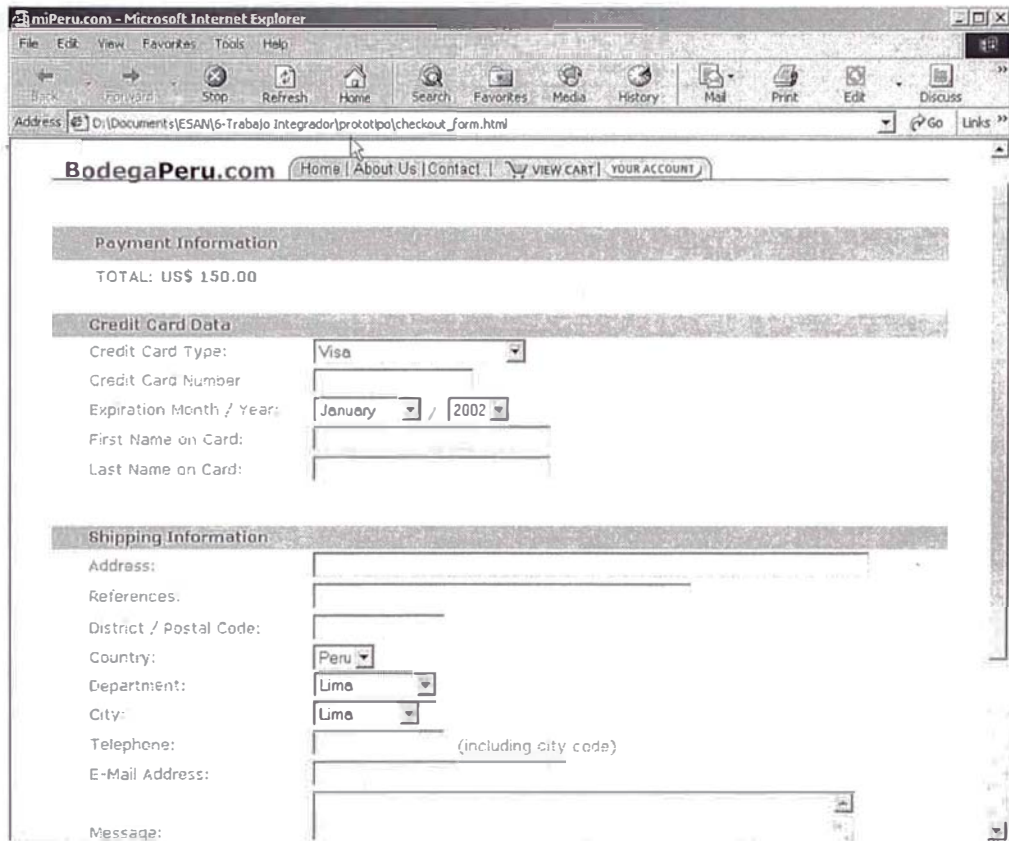 miPeru.com - Microsoft Internet Explorer
File Edit View Favorites Tools Help
Back Forward Stop Refresh Home Search Favorites Media History Mail Print Edit Discuss »
Address D:\Documents\ESAN\6-Trabajo Integrador\prototipo\checkout_form.html Go Links »
BodegaPeru.com Home | About Us | Contact | VIEW CART | YOUR ACCOUNT
Payment Information
TOTAL: US$ 150.00
Credit Card Data
Credit Card Type: Visa
Credit Card Number
Expiration Month / Year: January / 2002
First Name on Card:
Last Name on Card:
Shipping Information
Address:
References:
District / Postal Code:
Country: Peru
Department: Lima
City: Lima
Telephone: (including city code)
E-Mail Address:
Message: